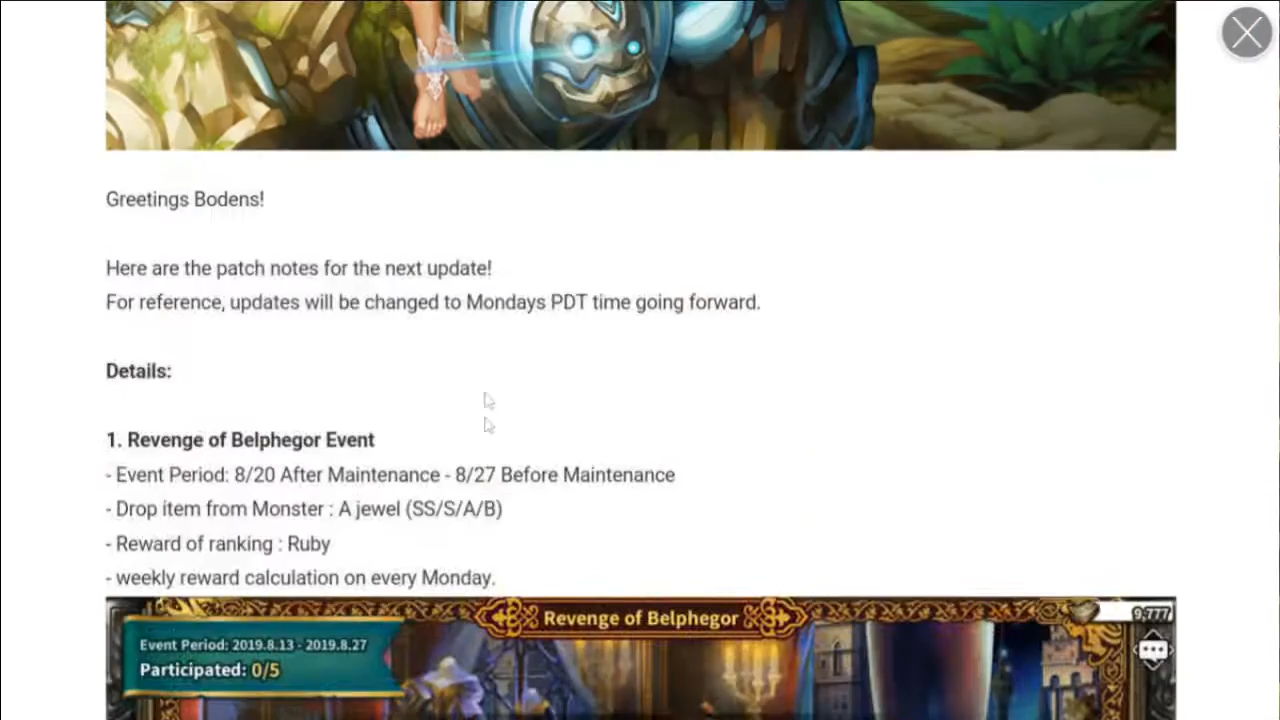 Greetings Bodens!
Here are the patch notes for the next update!
For reference, updates will be changed to Mondays PDT time going forward.
Details:
1. Revenge of Belphegor Event
- Event Period: 8/20 After Maintenance - 8/27 Before Maintenance
- Drop item from Monster : A jewel (SS/S/A/B)
- Reward of ranking : Ruby
- weekly reward calculation on every Monday.
Revenge of Belphegor
9,777
Event Period: 2019.8.13 - 2019.8.27
Participated: 0/5